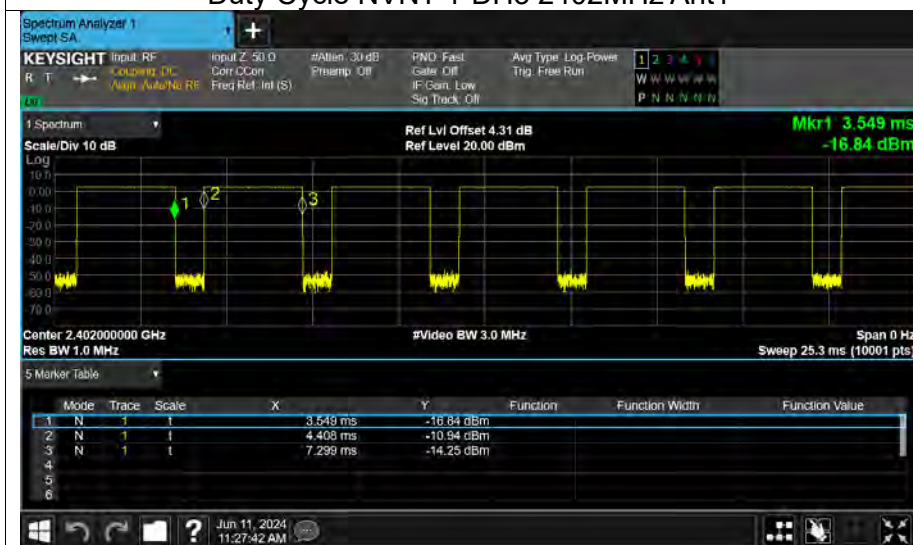 Duty Cycle NVNT 1-DH5 2402MHz Ant1
Spectrum Analyzer 1
Swept SA
+
KEYSIGHT Input: RF
R T
Coupling: DC
Align: Auto/No RF
Input Z: 50 Ω
Corr CCorr
Freq Ref: Int (S)
#Atten: 30 dB
Preamp: Off
PNO: Fast
Gate: Off
IF Gain: Low
Sig Track: Off
Avg Type: Log-Power
Trig: Free Run
1 2 3 4 5 6
W W W W W W
P N N N N N
1 Spectrum
Scale/Div 10 dB
Ref Lvl Offset 4.31 dB
Ref Level 20.00 dBm
Mkr1 3.549 ms
-16.84 dBm
Log
10.0
0.00
-10.0
-20.0
-30.0
-40.0
-50.0
-60.0
-70.0
1
2
3
Center 2.402000000 GHz
Res BW 1.0 MHz
#Video BW 3.0 MHz
Span 0 Hz
Sweep 25.3 ms (10001 pts)
5 Marker Table
Mode Trace Scale X Y Function Function Width Function Value
1 N 1 t 3.549 ms -16.84 dBm
2 N 1 t 4.408 ms -10.94 dBm
3 N 1 t 7.299 ms -14.25 dBm
4
5
6
?
Jun 11, 2024
11:27:42 AM